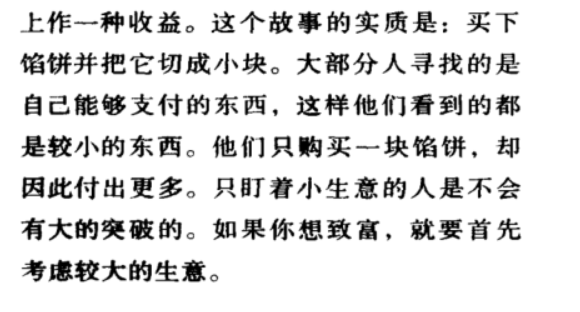 上作一种收益。这个故事的实质是：买下
馅饼并把它切成小块。大部分人寻找的是
自己能够支付的东西，这样他们看到的都
是较小的东西。他们只购买一块馅饼，却
因此付出更多。只盯着小生意的人是不会
有大的突破的。如果你想致富，就要首先
考虑较大的生意。